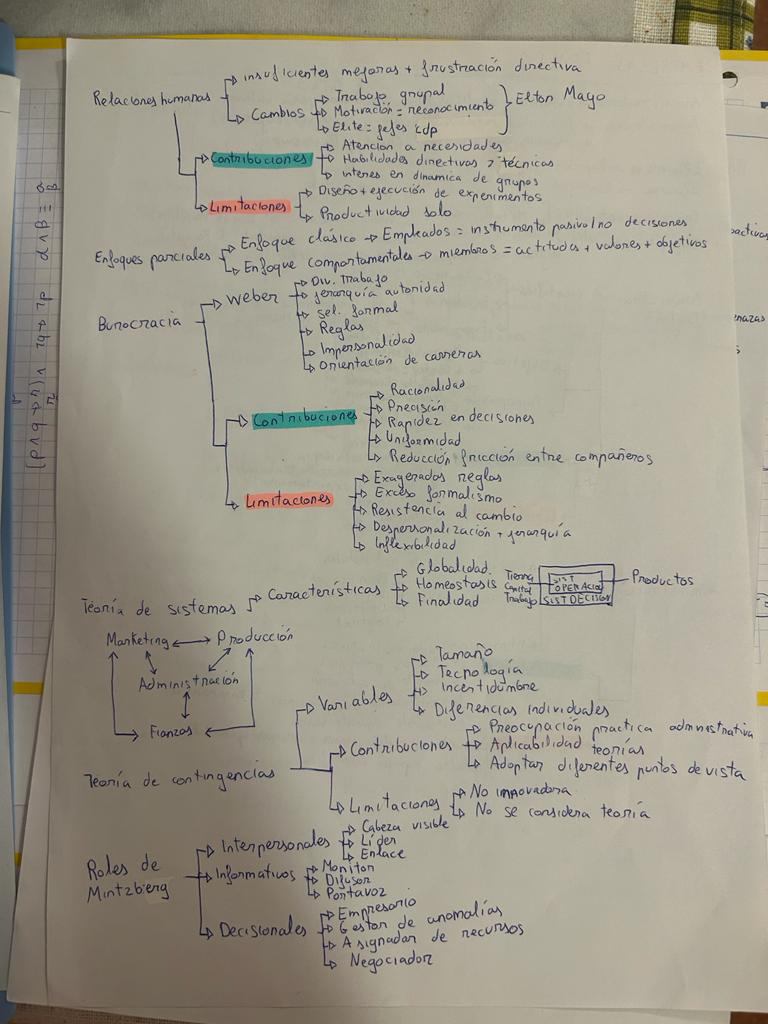 insuficientes mejoras + frustración directiva
Relaciones humanas
Cambios
Trabajo grupal
Motivación = reconocimiento
Elite = jefes cdp
Elton Mayo
Contribuciones
Atención a necesidades
Habilidades directivas > técnicas
interés en dinamica de grupos
Limitaciones
Diseño + ejecución de experimentos
Productividad solo
Enfoques parciales
Enfoque clásico → Empleados = instrumento pasivo/no decisiones
Enfoque comportamentales → miembros = actitudes + valores + objetivos
Burocracia
Weber
Div. Trabajo
jerarquía autoridad
sel. formal
Reglas
Impersonalidad
Orientación de carreras
Contribuciones
Racionalidad
Precisión
Rapidez en decisiones
Uniformidad
Reducción fricción entre compañeros
Limitaciones
Exagerados reglas
Exceso formalismo
Resistencia al cambio
Despersonalización + jerarquía
Inflexibilidad
Teoría de sistemas
Características
Globalidad
Homeostasis
Finalidad
Tierra
Capital
Trabajo
SIST
OPERACIO
SIST DECISION
Productos
Marketing ↔ Producción
Administración
Fianzas
Teoría de contingencias
Variables
Tamaño
Tecnología
Incertidumbre
Diferencias individuales
Contribuciones
Preocupación practica administrativa
Aplicabilidad teorías
Adoptar diferentes puntos de vista
Limitaciones
No innovadora
No se considera teoría
Roles de
Mintzberg
Interpersonales
Cabeza visible
Líder
Enlace
Informativos
Monitor
Difusor
Portavoz
Decisionales
Empresario
Gestor de anomalías
Asignador de recursos
Negociador